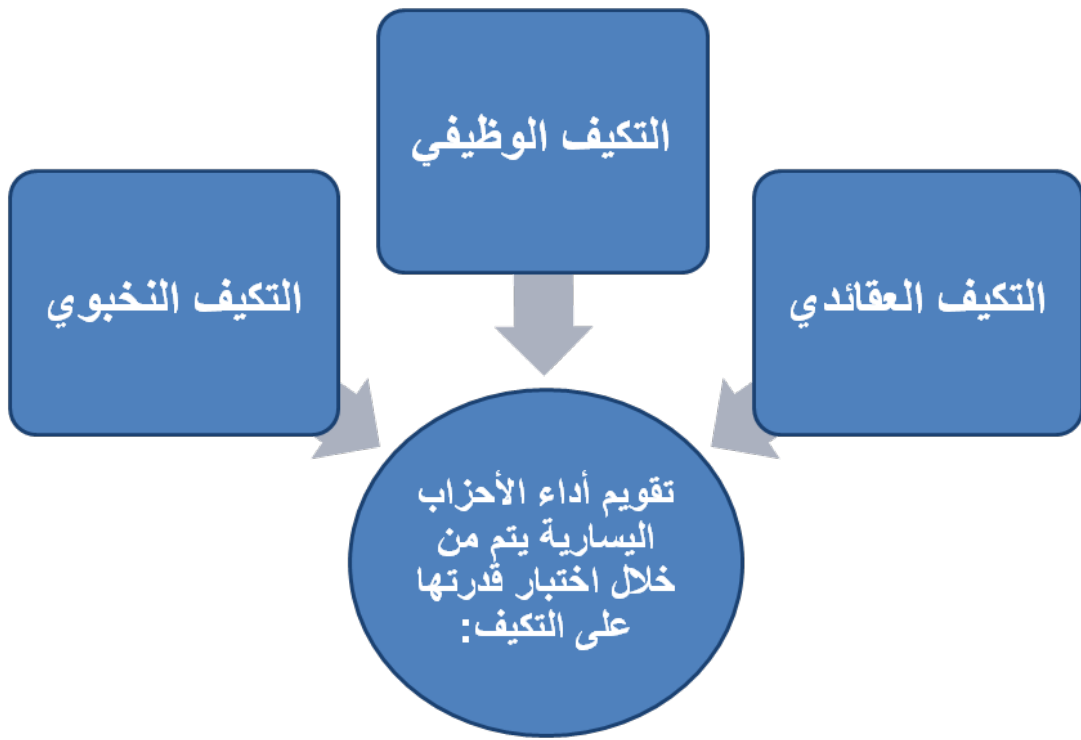 التكيف الوظيفي
التكيف العقائدي
التكيف النخبوي
تقويم أداء الأحزاب
اليسارية يتم من
خلال اختبار قدرتها
على التكيف: